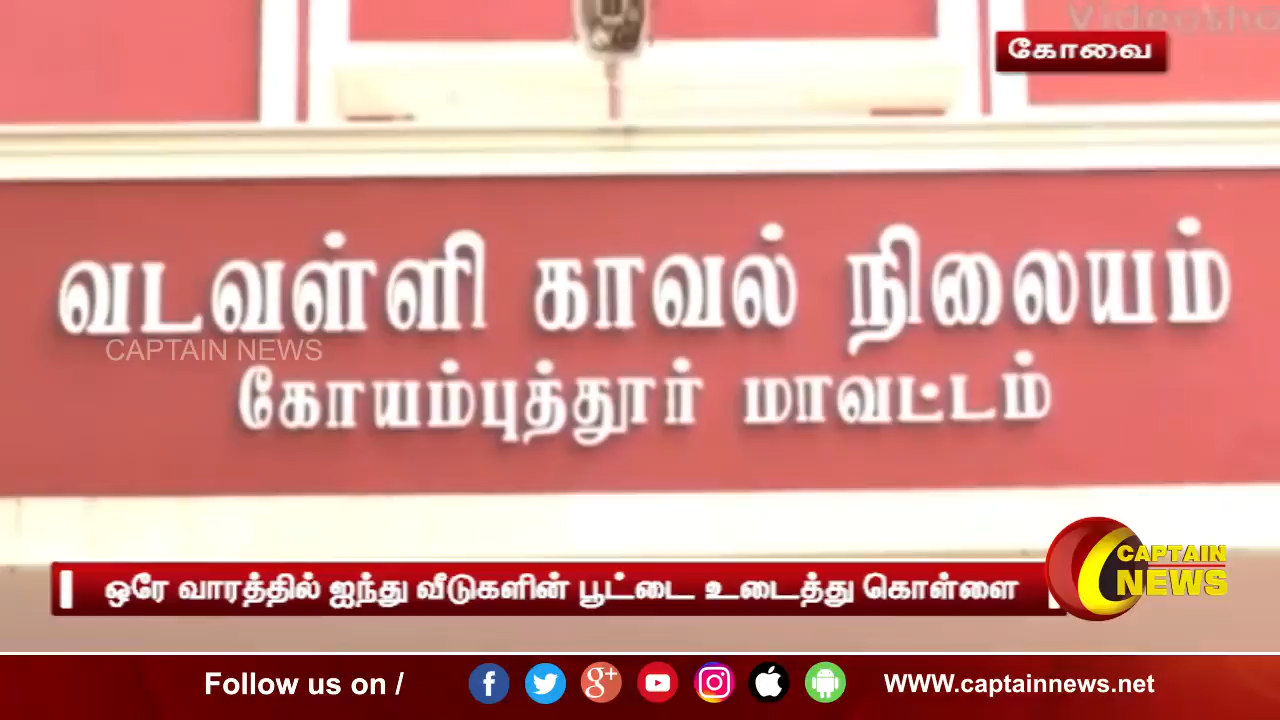 Videosho
கோவை
வடவள்ளி காவல் நிலையம்
CAPTAIN NEWS
கோயம்புத்தூர் மாவட்டம்
ஒரே வாரத்தில் ஐந்து வீடுகளின் பூட்டை உடைத்து கொள்ளை
CAPTAIN
NEWS
Follow us on / WWW.captainnews.net